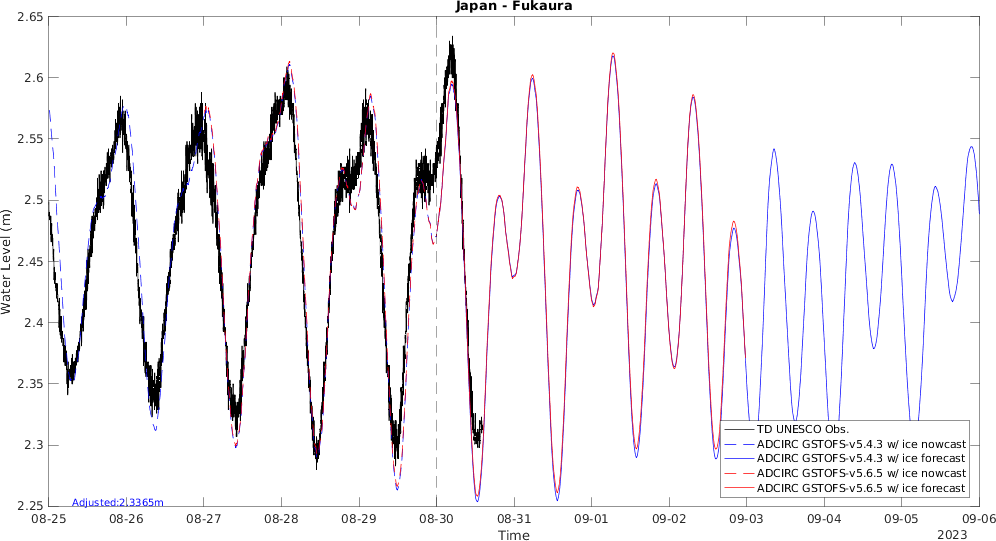 Japan - Fukaura
Water Level (m)
2.65
2.6
2.55
2.5
2.45
2.4
2.35
2.3
2.25
Adjusted:2.3365m
TD UNESCO Obs.
ADCIRC GSTOFS-v5.4.3 w/ ice nowcast
ADCIRC GSTOFS-v5.4.3 w/ ice forecast
ADCIRC GSTOFS-v5.6.5 w/ ice nowcast
ADCIRC GSTOFS-v5.6.5 w/ ice forecast
08-25 08-26 08-27 08-28 08-29 08-30 08-31 09-01 09-02 09-03 09-04 09-05 09-06
Time
2023